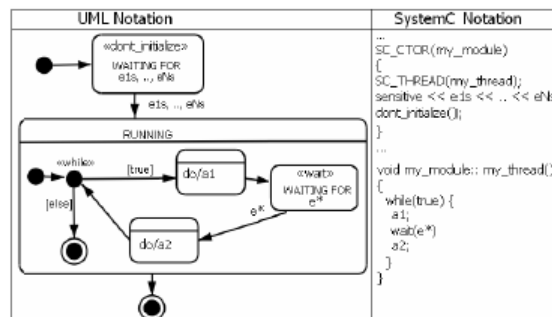 UML Notation
SystemC Notation
«dont_initialize»
WAITING FOR
e1s, .., eNs
e1s, .., eNs
RUNNING
«while»
[true]
do/a1
«wait»
WAITING FOR
e*
e*
[else]
do/a2
...
SC_CTOR(my_module)
{
SC_THREAD(my_thread);
sensitive << e1s << .. << eNs
dont_initialize();
}
...
void my_module:: my_thread()
{
while(true) {
a1;
wait(e*)
a2;
}
}